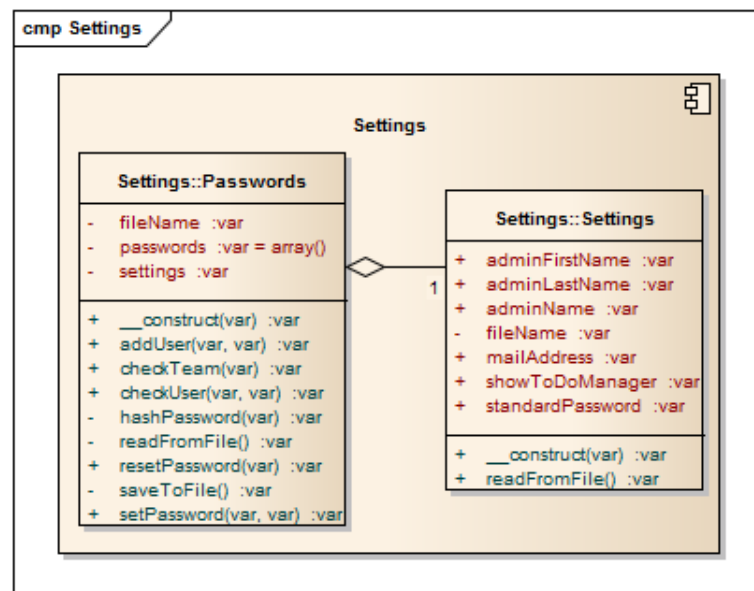 cmp Settings
Settings
Settings::Passwords
- fileName :var
- passwords :var = array()
- settings :var
+ __construct(var) :var
+ addUser(var, var) :var
+ checkTeam(var) :var
+ checkUser(var, var) :var
- hashPassword(var) :var
- readFromFile() :var
+ resetPassword(var) :var
- saveToFile() :var
+ setPassword(var, var) :var
1
Settings::Settings
+ adminFirstName :var
+ adminLastName :var
+ adminName :var
- fileName :var
+ mailAddress :var
+ showToDoManager :var
+ standardPassword :var
+ __construct(var) :var
+ readFromFile() :var